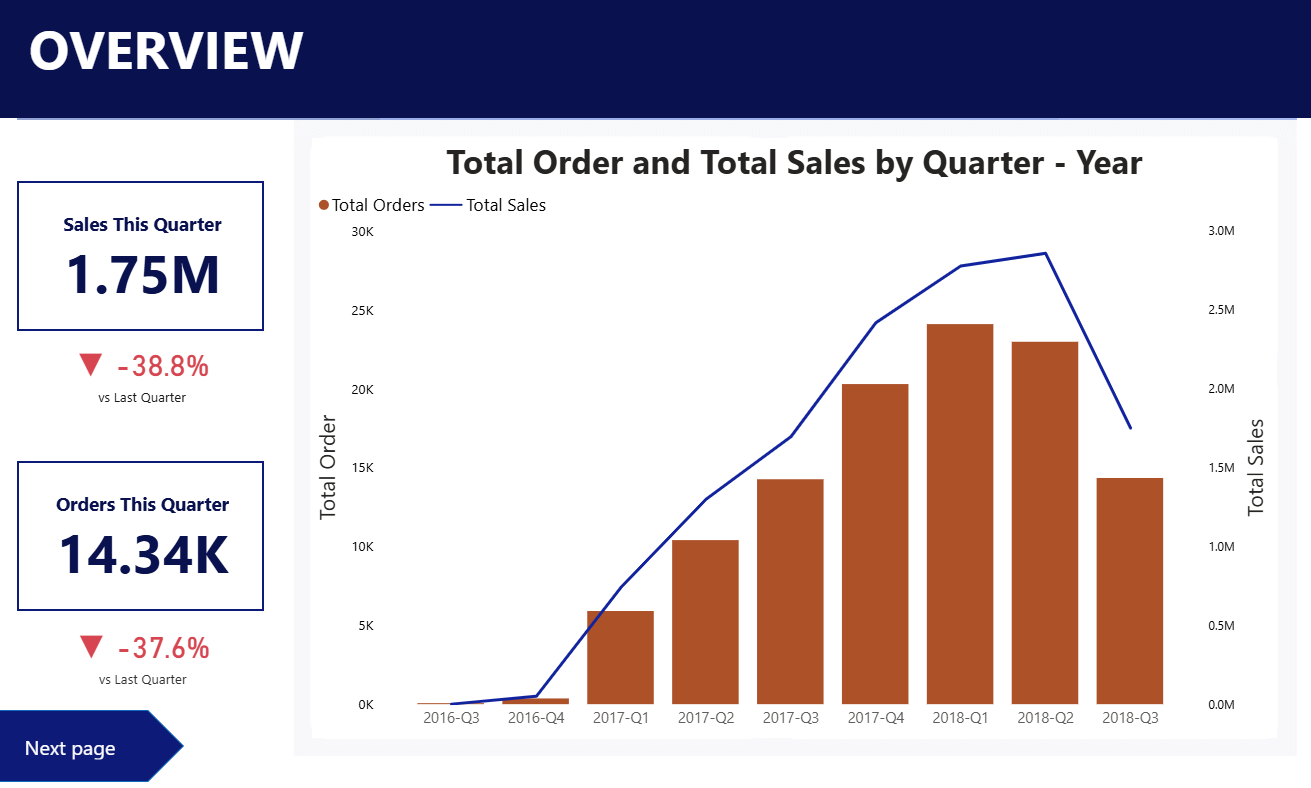 OVERVIEW
Sales This Quarter
1.75M
▼ -38.8%
vs Last Quarter
Orders This Quarter
14.34K
▼ -37.6%
vs Last Quarter
Next page
Total Order and Total Sales by Quarter - Year
Total Orders Total Sales
30K
25K
20K
15K
10K
5K
0K
Total Order
3.0M
2.5M
2.0M
1.5M
1.0M
0.5M
0.0M
Total Sales
2016-Q3 2016-Q4 2017-Q1 2017-Q2 2017-Q3 2017-Q4 2018-Q1 2018-Q2 2018-Q3